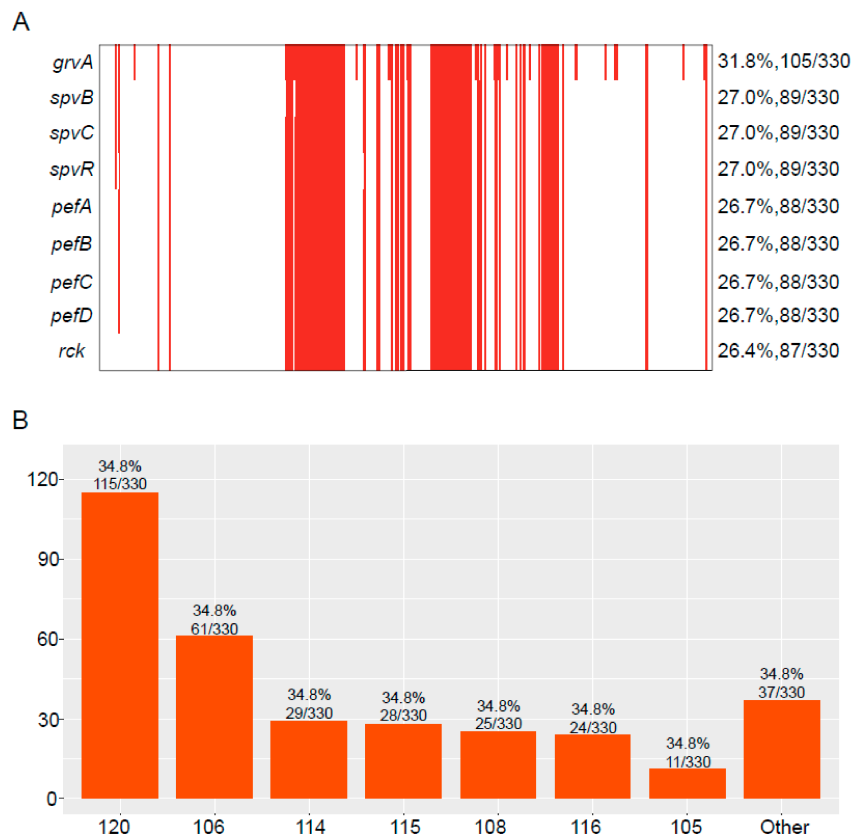 A
grvA 31.8%,105/330
spvB 27.0%,89/330
spvC 27.0%,89/330
spvR 27.0%,89/330
pefA 26.7%,88/330
pefB 26.7%,88/330
pefC 26.7%,88/330
pefD 26.7%,88/330
rck 26.4%,87/330
B
120
90
60
30
0
34.8%
115/330
34.8%
61/330
34.8%
29/330
34.8%
28/330
34.8%
25/330
34.8%
24/330
34.8%
11/330
34.8%
37/330
120 106 114 115 108 116 105 Other